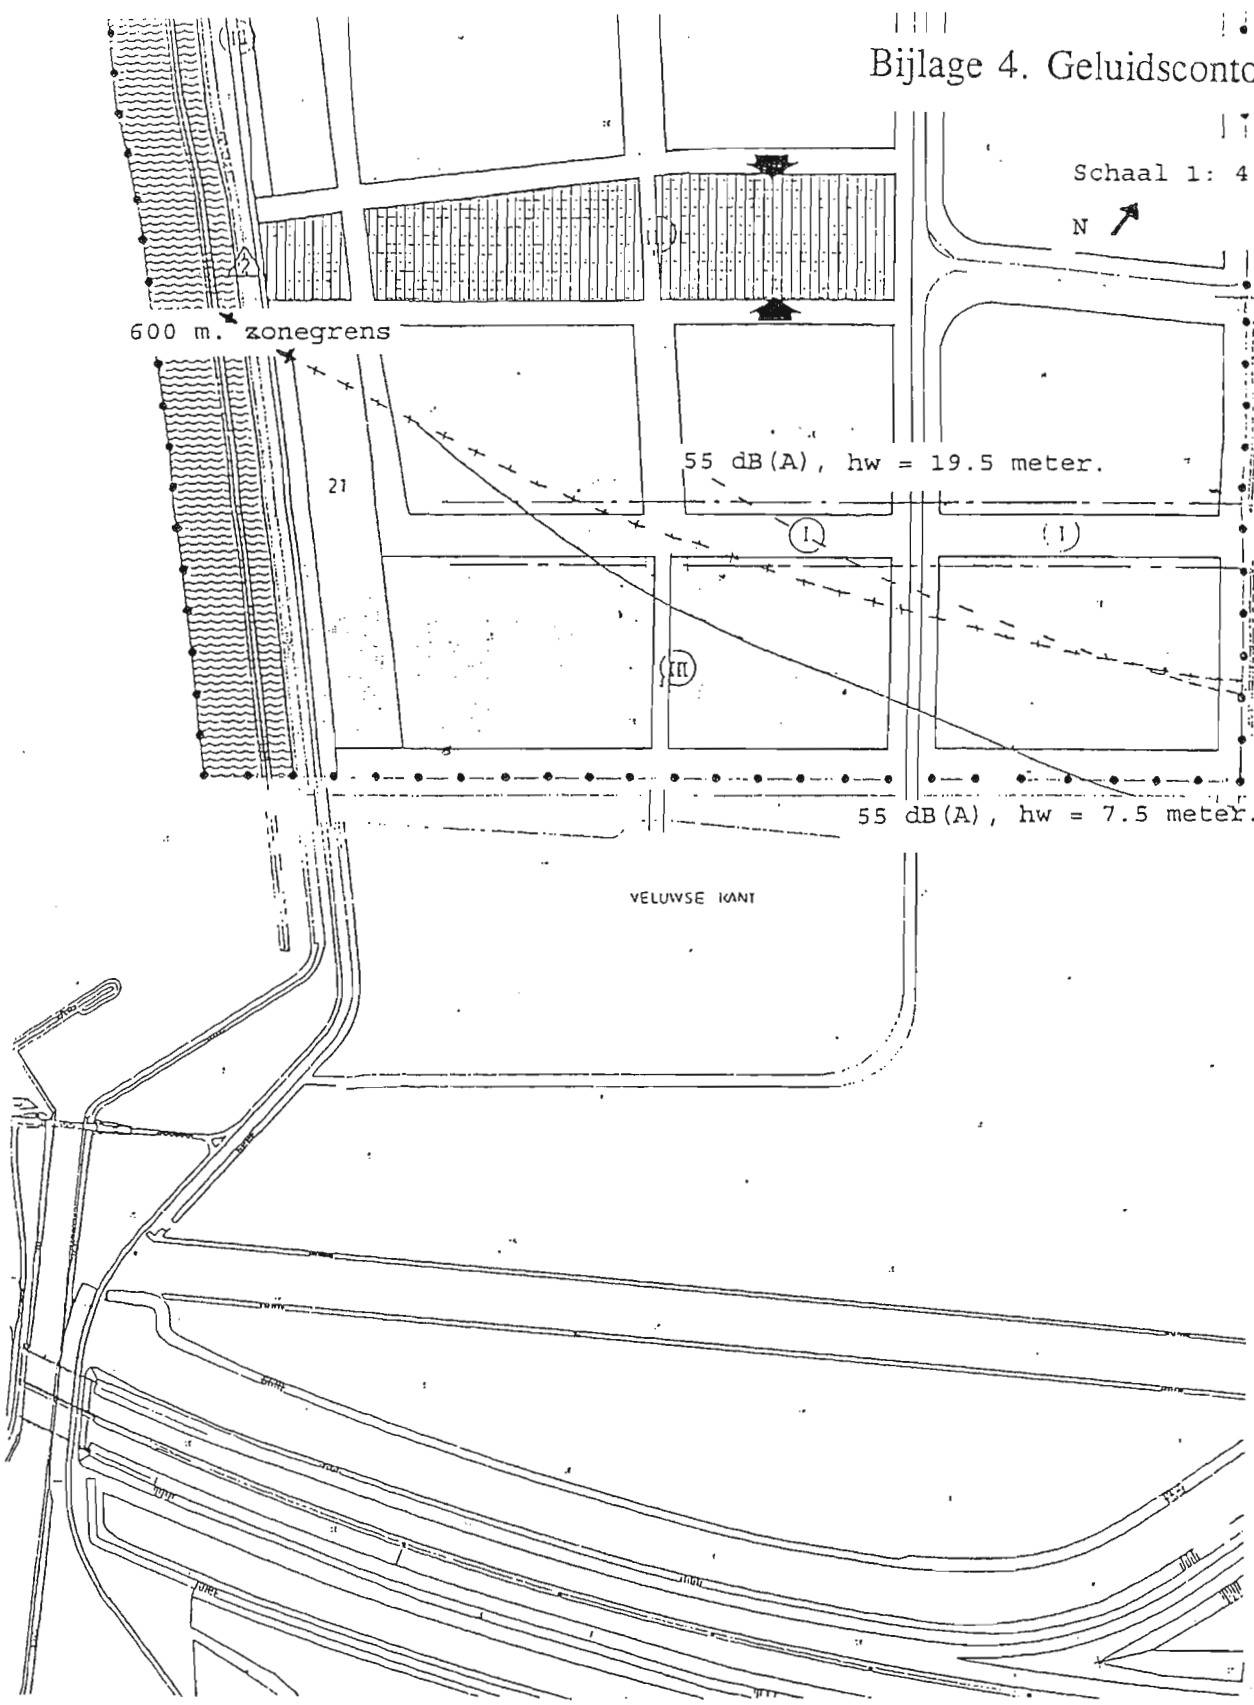 Bijlage 4. Geluidsconto
Schaal 1: 4
N
2
600 m. zonegrens
55 dB(A), hw = 19.5 meter.
21
I
(I)
III
55 dB(A), hw = 7.5 meter.
VELUWSE KANT